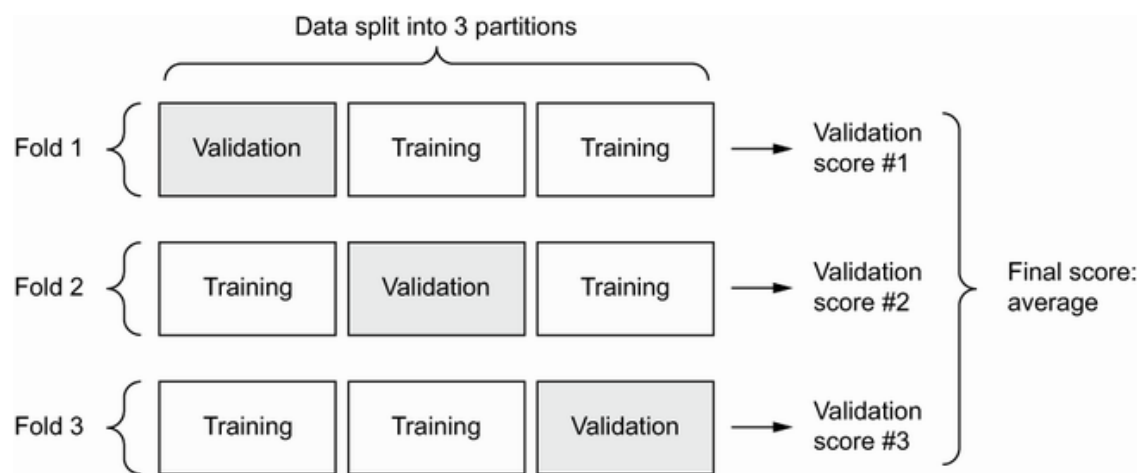 Data split into 3 partitions
Fold 1
Validation
Training
Training
Validation
score #1
Fold 2
Training
Validation
Training
Validation
score #2
Final score:
average
Fold 3
Training
Training
Validation
Validation
score #3